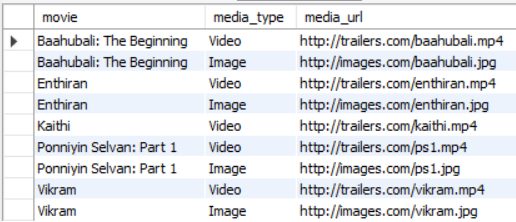 movie media_type media_url
Baahubali: The Beginning Video http://trailers.com/baahubali.mp4
Baahubali: The Beginning Image http://images.com/baahubali.jpg
Enthiran Video http://trailers.com/enthiran.mp4
Enthiran Image http://images.com/enthiran.jpg
Kaithi Video http://trailers.com/kaithi.mp4
Ponniyin Selvan: Part 1 Video http://trailers.com/ps1.mp4
Ponniyin Selvan: Part 1 Image http://images.com/ps1.jpg
Vikram Video http://trailers.com/vikram.mp4
Vikram Image http://images.com/vikram.jpg